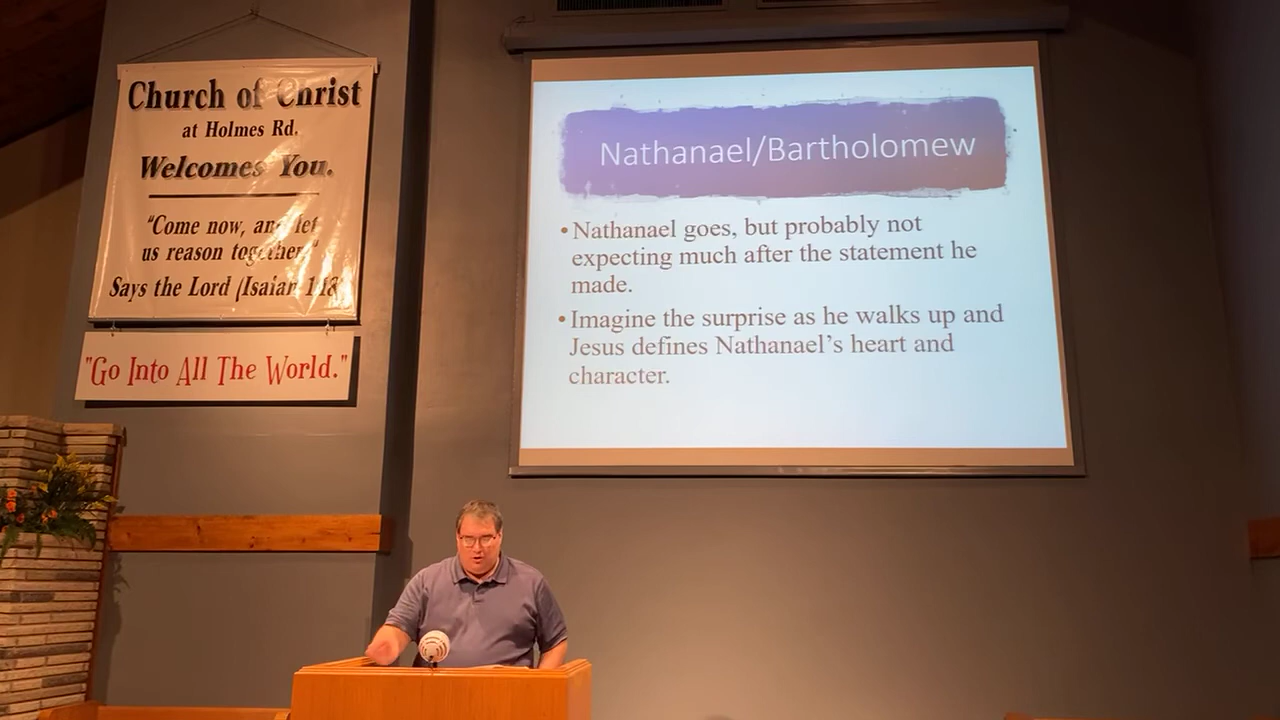 Church of Christ
at Holmes Rd.
Welcomes You.
"Come now, and let
us reason together,"
Says the Lord (Isaiah 1:18)
"Go Into All The World."
Nathanael/Bartholomew
•Nathanael goes, but probably not
expecting much after the statement he
made.
•Imagine the surprise as he walks up and
Jesus defines Nathanael’s heart and
character.